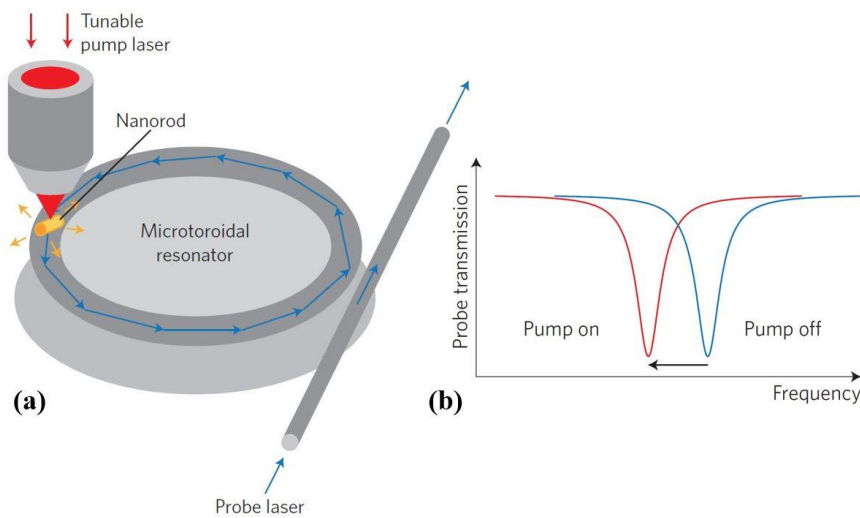 Tunable
pump laser
Nanorod
Microtoroidal
resonator
(a)
Probe laser
Probe transmission
Pump on
Pump off
(b)
Frequency